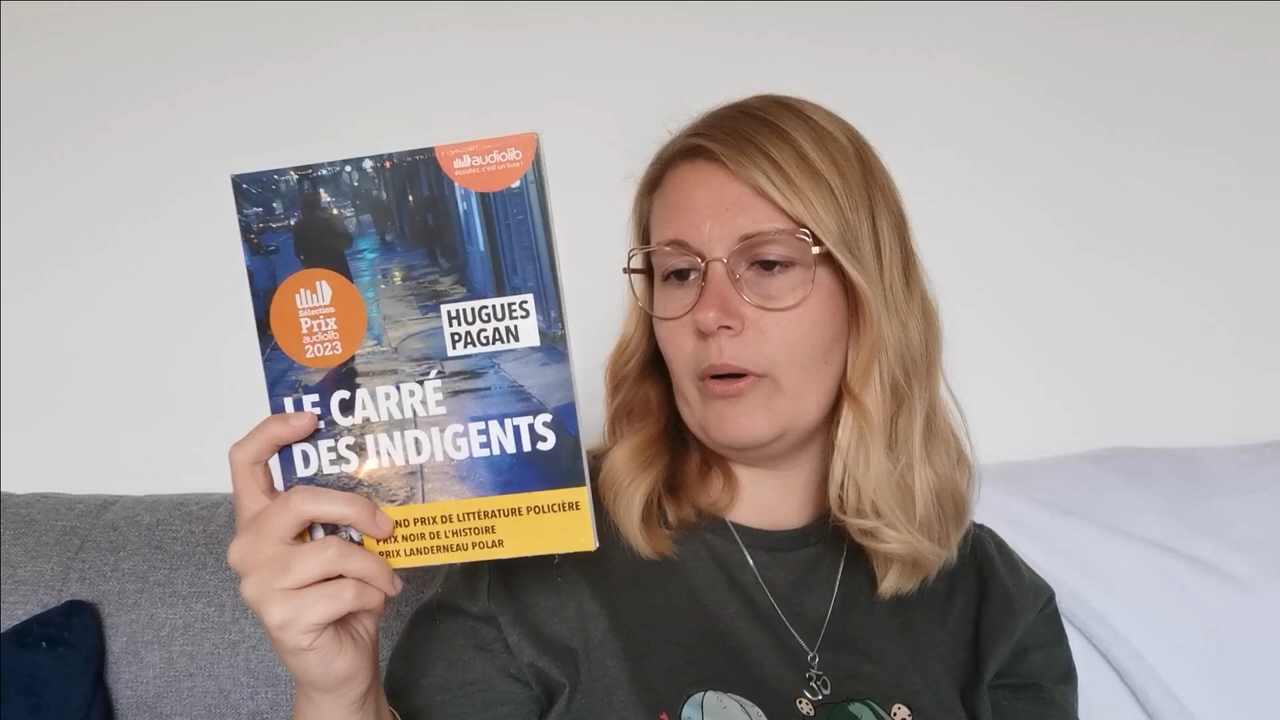 audiolib
écoutez, c'est un livre !
Sélection
Prix
audiolib
2023
HUGUES
PAGAN
LE CARRÉ
DES INDIGENTS
PRIX DE LITTÉRATURE POLICIÈRE
PRIX NOIR DE L'HISTOIRE
PRIX LANDERNEAU POLAR